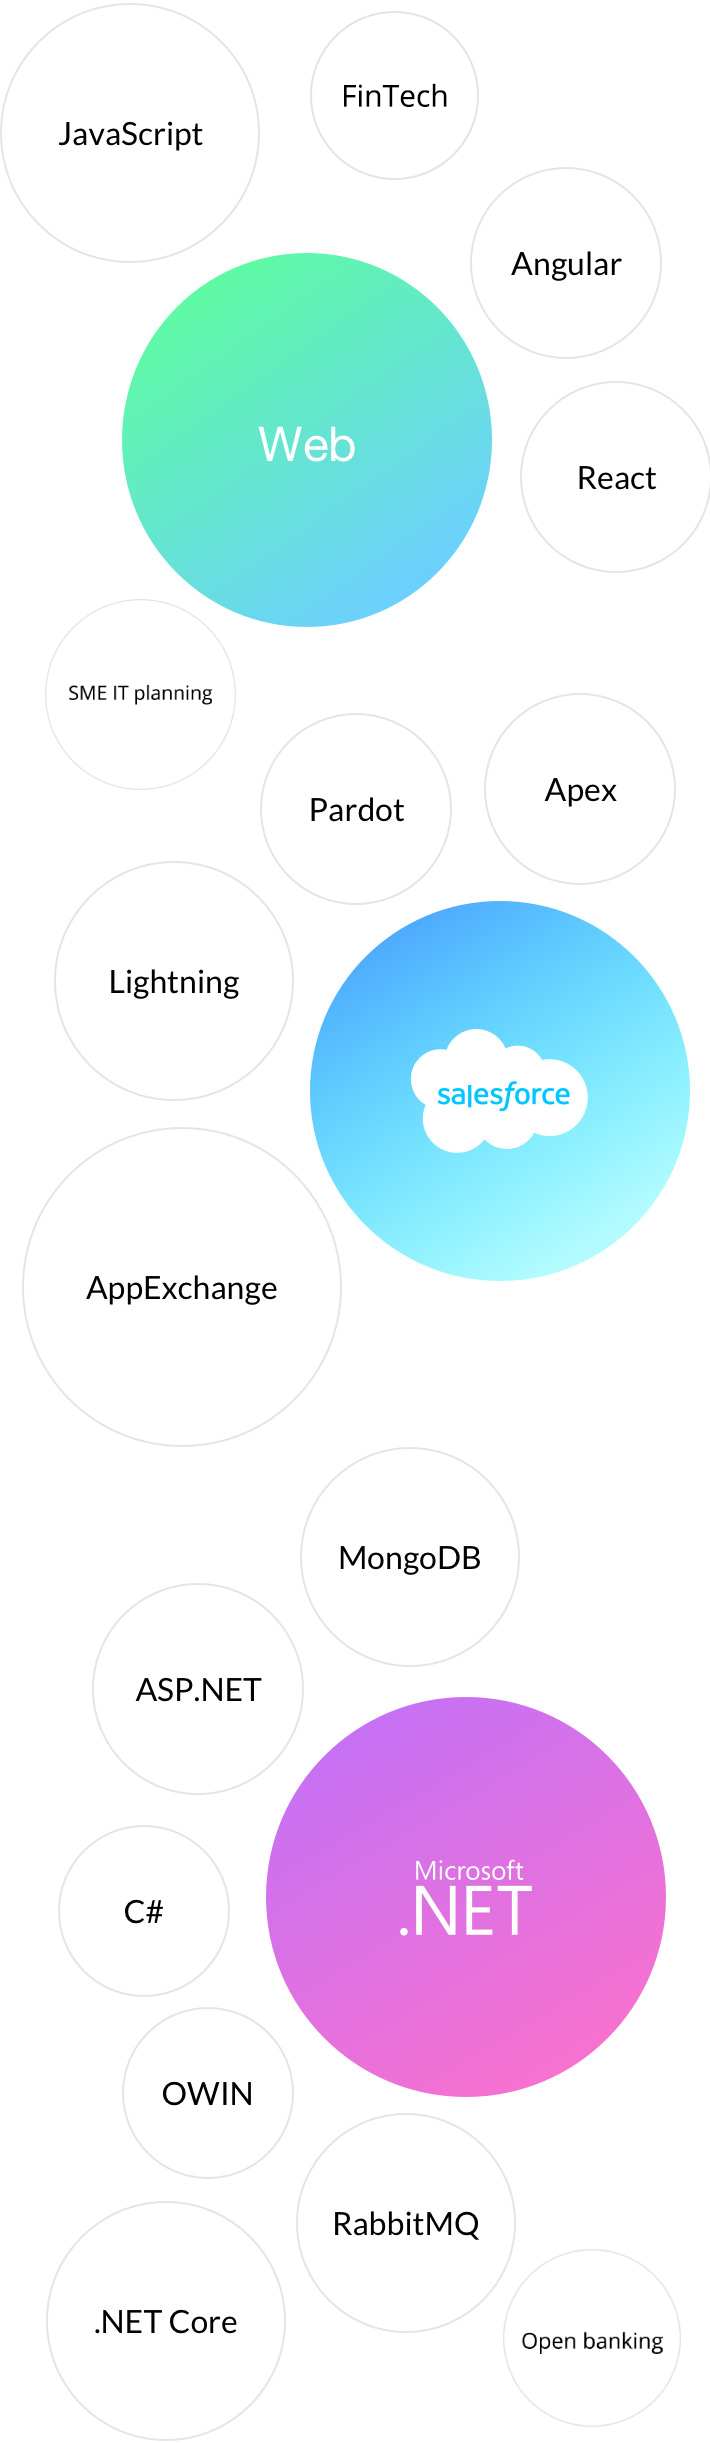 JavaScript
FinTech
Angular
Web
React
SME IT planning
Pardot
Apex
Lightning
salesforce
AppExchange
MongoDB
ASP.NET
Microsoft
.NET
C#
OWIN
RabbitMQ
.NET Core
Open banking